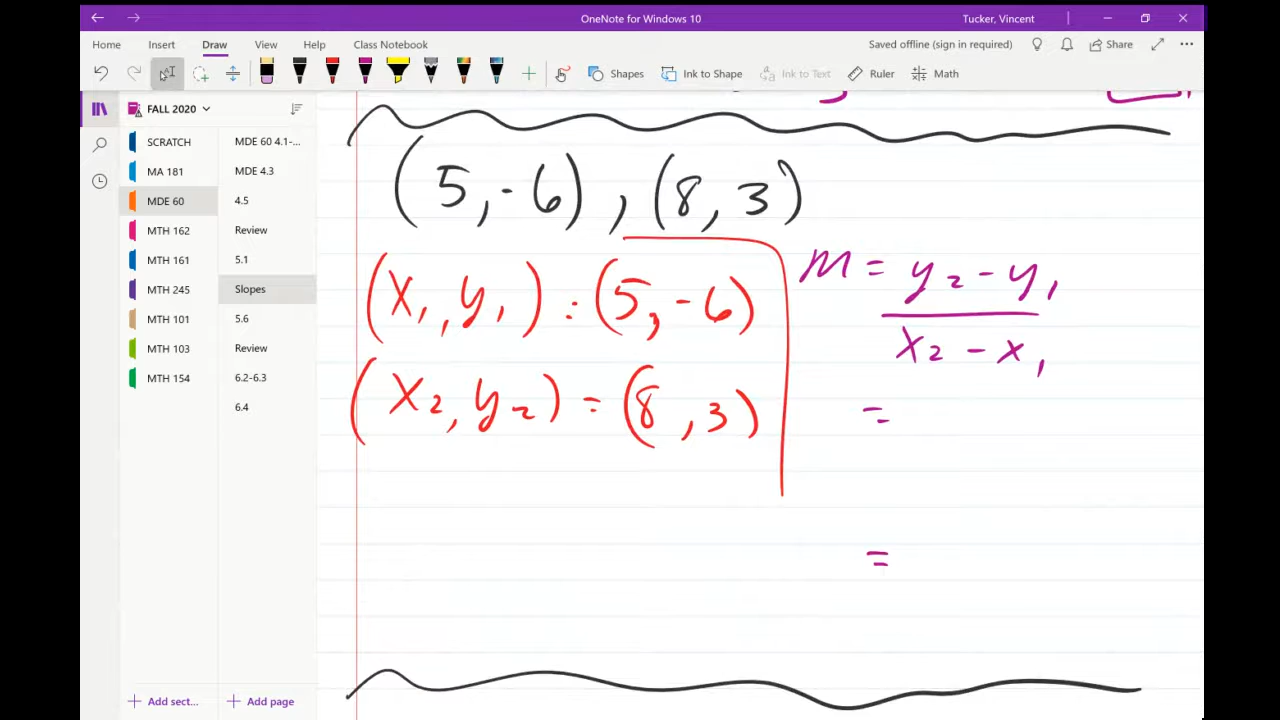 OneNote for Windows 10
Tucker, Vincent
Home Insert Draw View Help Class Notebook
Saved offline (sign in required) Share
Shapes Ink to Shape Ink to Text Ruler Math
FALL 2020
SCRATCH
MA 181
MDE 60
MTH 162
MTH 161
MTH 245
MTH 101
MTH 103
MTH 154
Add sect...
MDE 60 4.1-...
MDE 4.3
4.5
Review
5.1
Slopes
5.6
Review
6.2-6.3
6.4
Add page
(5, -6), (8, 3)
(x₁, y₁) = (5, -6)
(x₂, y₂) = (8, 3)
m = y₂ - y₁
x₂ - x₁
=
=